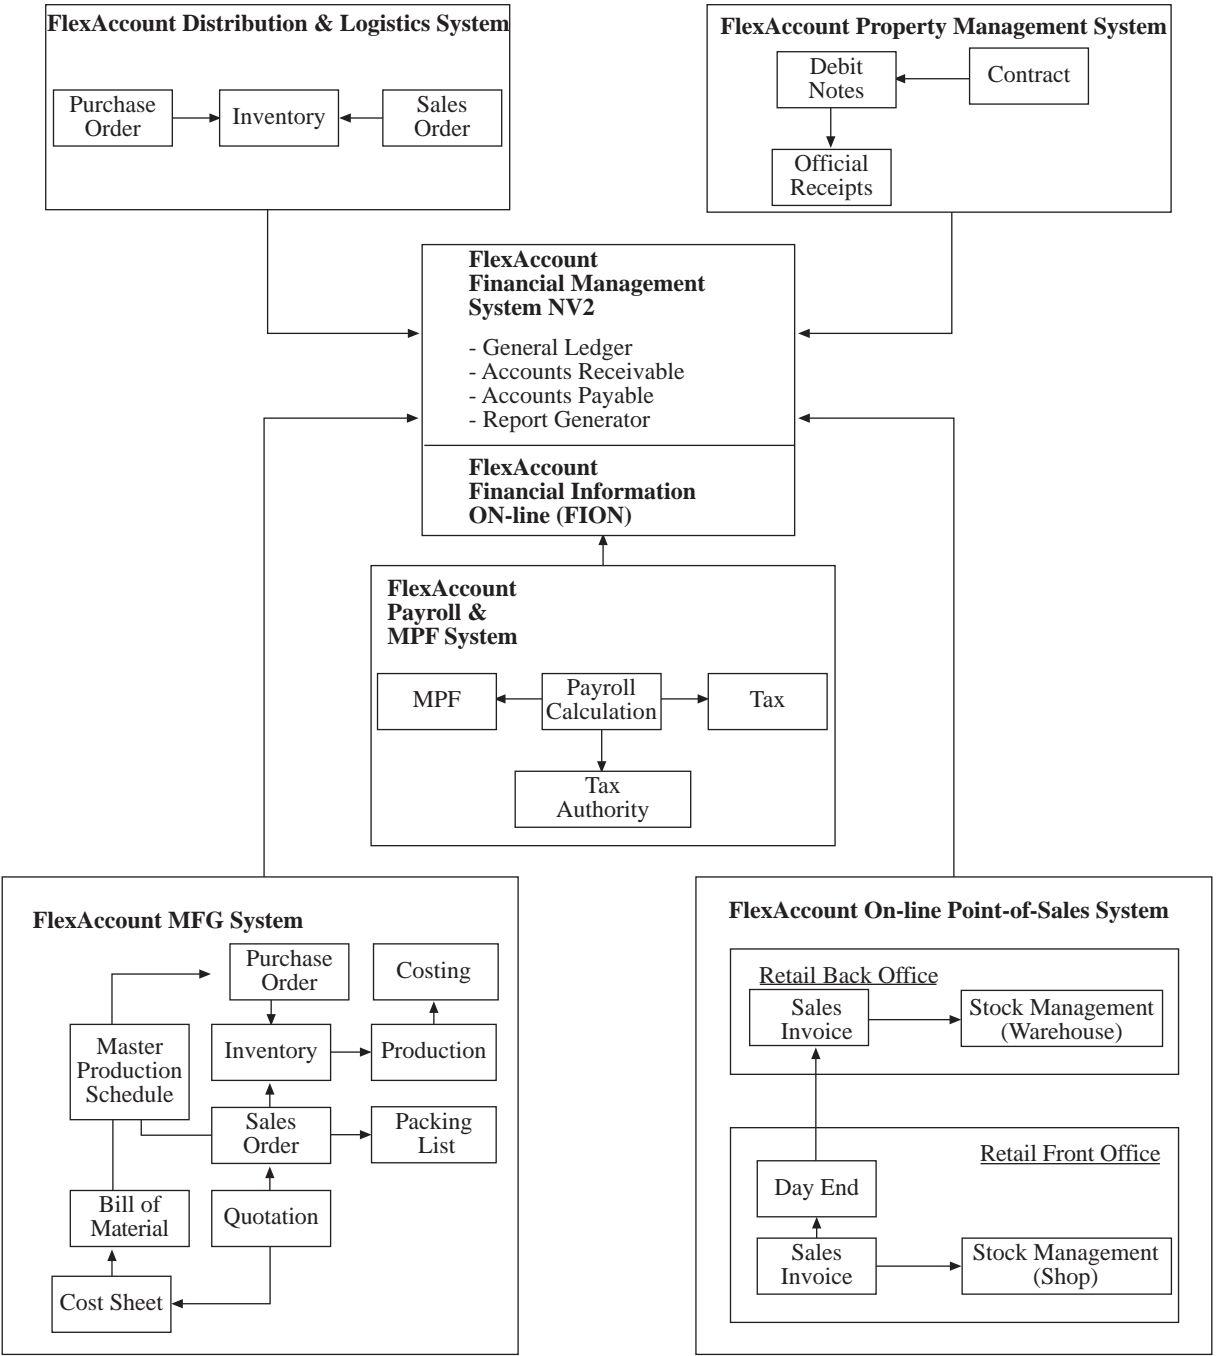 FlexAccount Distribution & Logistics System
Purchase
Order
Inventory
Sales
Order
FlexAccount Property Management System
Debit
Notes
Contract
Official
Receipts
FlexAccount
Financial Management
System NV2
- General Ledger
- Accounts Receivable
- Accounts Payable
- Report Generator
FlexAccount
Financial Information
ON-line (FION)
FlexAccount
Payroll &
MPF System
MPF
Payroll
Calculation
Tax
Tax
Authority
FlexAccount MFG System
Purchase
Order
Costing
Master
Production
Schedule
Inventory
Production
Sales
Order
Packing
List
Bill of
Material
Quotation
Cost Sheet
FlexAccount On-line Point-of-Sales System
Retail Back Office
Sales
Invoice
Stock Management
(Warehouse)
Retail Front Office
Day End
Sales
Invoice
Stock Management
(Shop)